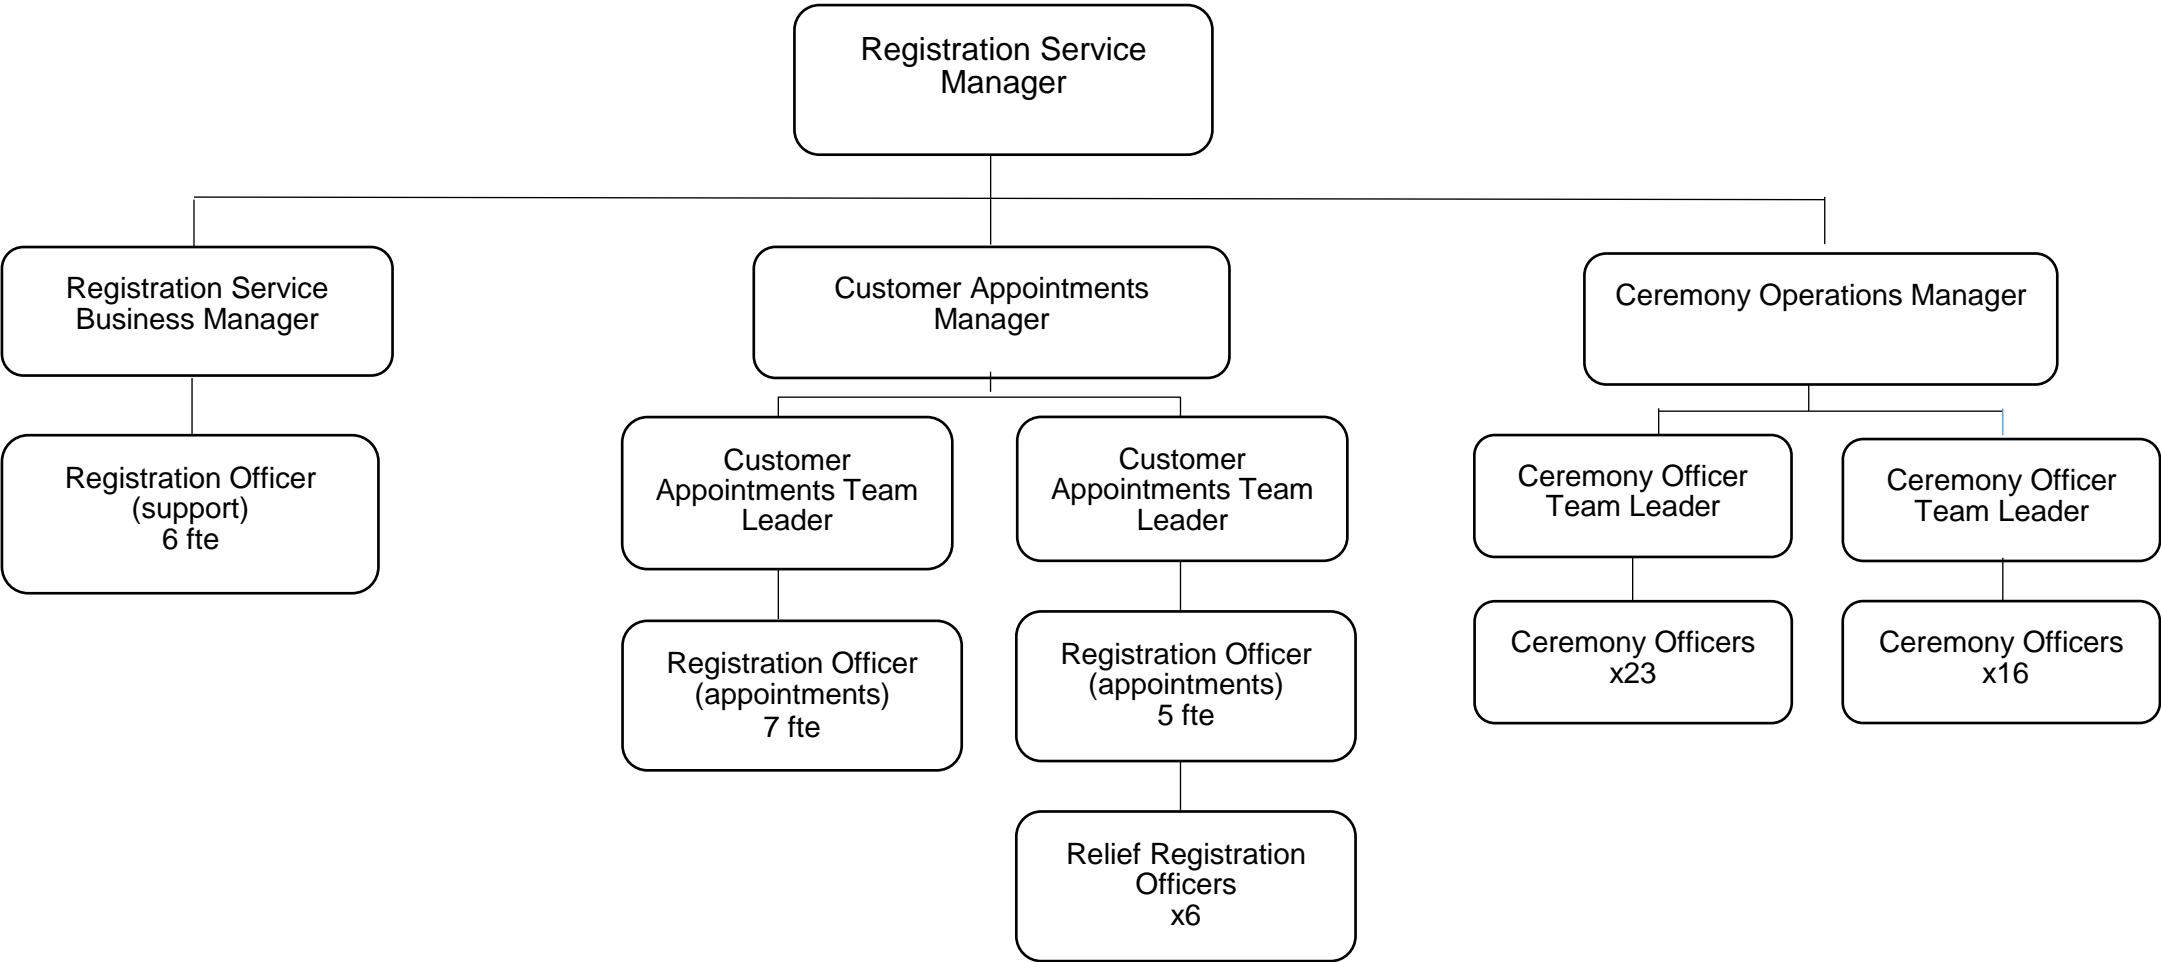 Registration Service
Manager
Registration Service
Business Manager
Customer Appointments
Manager
Ceremony Operations Manager
Registration Officer
(support)
6 fte
Customer
Appointments Team
Leader
Customer
Appointments Team
Leader
Ceremony Officer
Team Leader
Ceremony Officer
Team Leader
Registration Officer
(appointments)
7 fte
Registration Officer
(appointments)
5 fte
Ceremony Officers
x23
Ceremony Officers
x16
Relief Registration
Officers
x6